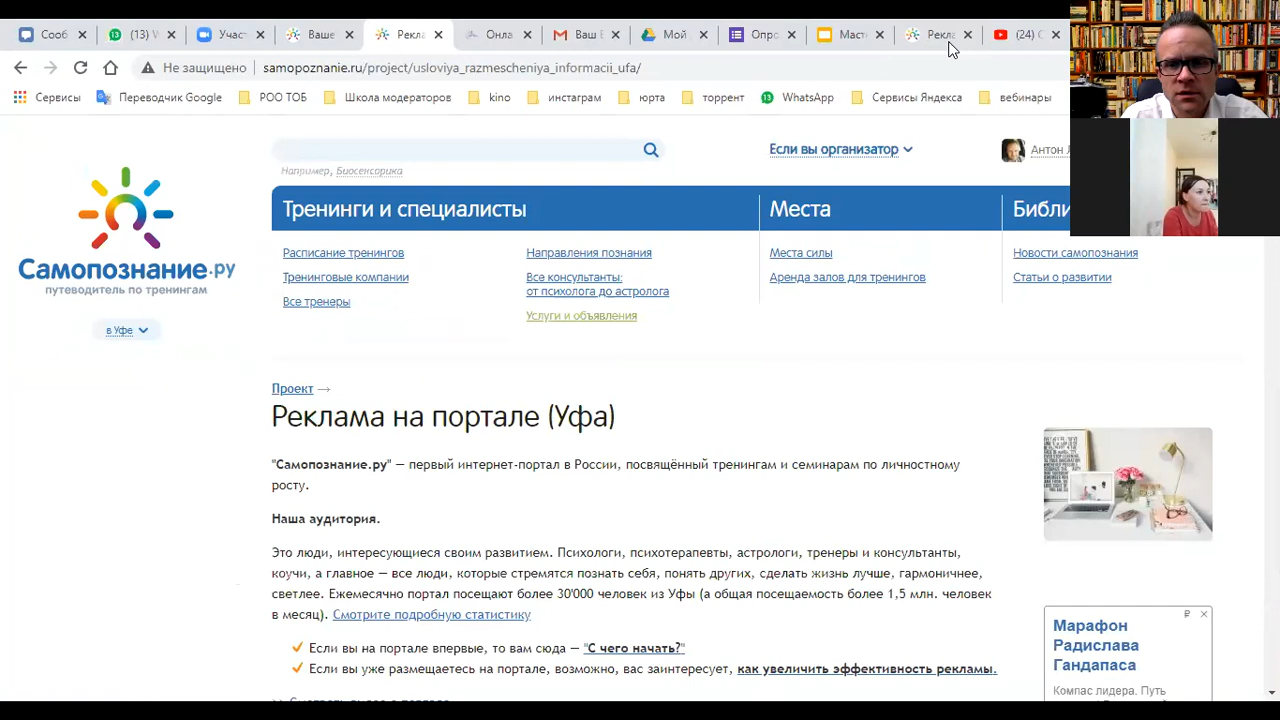 Сооб
(13) W
Участ
Ваше
Рекла
Онла
Ваш Е
Мой
Опро
Маст
Рекла
(24) С
Не защищено
samopoznanie.ru/project/usloviya_razmescheniya_informacii_ufa/
Сервисы
Переводчик Google
РОО ТОБ
Школа модераторов
kino
инстаграм
юрта
торрент
WhatsApp
Сервисы Яндекса
вебинары
Например, Биосенсорика
Если вы организатор
Антон Л
Самопознание.ру
путеводитель по тренингам
в Уфе
Тренинги и специалисты
Места
Библи
Расписание тренингов
Тренинговые компании
Все тренеры
Направления познания
Все консультанты:
от психолога до астролога
Услуги и объявления
Места силы
Аренда залов для тренингов
Новости самопознания
Статьи о развитии
Проект →
Реклама на портале (Уфа)
"Самопознание.ру" — первый интернет-портал в России, посвящённый тренингам и семинарам по личностному
росту.
Наша аудитория.
Это люди, интересующиеся своим развитием. Психологи, психотерапевты, астрологи, тренеры и консультанты,
коучи, а главное — все люди, которые стремятся познать себя, понять других, сделать жизнь лучше, гармоничнее,
светлее. Ежемесячно портал посещают более 30'000 человек из Уфы (а общая посещаемость более 1,5 млн. человек
в месяц). Смотрите подробную статистику
Если вы на портале впервые, то вам сюда — "С чего начать?"
Если вы уже размещаетесь на портале, возможно, вас заинтересует, как увеличить эффективность рекламы.
Марафон
Радислава
Гандапаса
Компас лидера. Путь